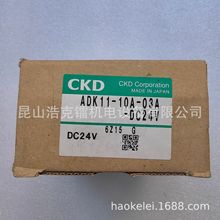 CKD
CKD Corporation
MADE IN JAPAN
ADK11-10A-03A
-DC24V
昆山浩克镭机电设备有限公司
DC24V
6Z15 G
haokelei.1688.com